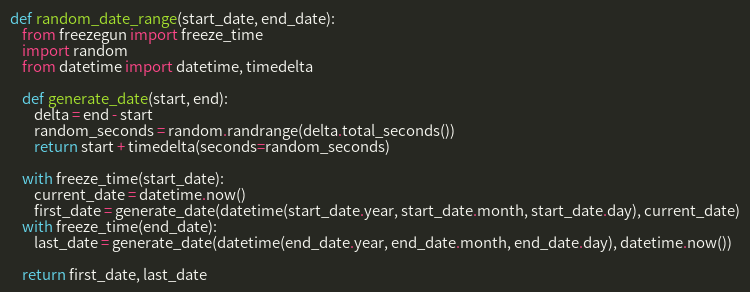 def random_date_range(start_date, end_date):
    from freezegun import freeze_time
    import random
    from datetime import datetime, timedelta

    def generate_date(start, end):
        delta = end - start
        random_seconds = random.randrange(delta.total_seconds())
        return start + timedelta(seconds=random_seconds)

    with freeze_time(start_date):
        current_date = datetime.now()
        first_date = generate_date(datetime(start_date.year, start_date.month, start_date.day), current_date)
    with freeze_time(end_date):
        last_date = generate_date(datetime(end_date.year, end_date.month, end_date.day), datetime.now())

    return first_date, last_date